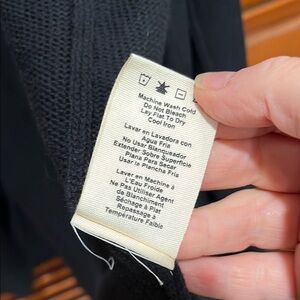 Machine Wash Cold
Do Not Bleach
Lay Flat To Dry
Cool Iron
Lavar en Lavadora con
Agua Fria
No Usar Blanqueador
Extender Sobre Superficie
Plana Para Secar
Usar la Plancha Fria
Laver en Machine à
L'Eau Froide
Ne Pas Utiliser Agent
de Blanchiment
Séchage à Plat
Repassage à
Température Faible